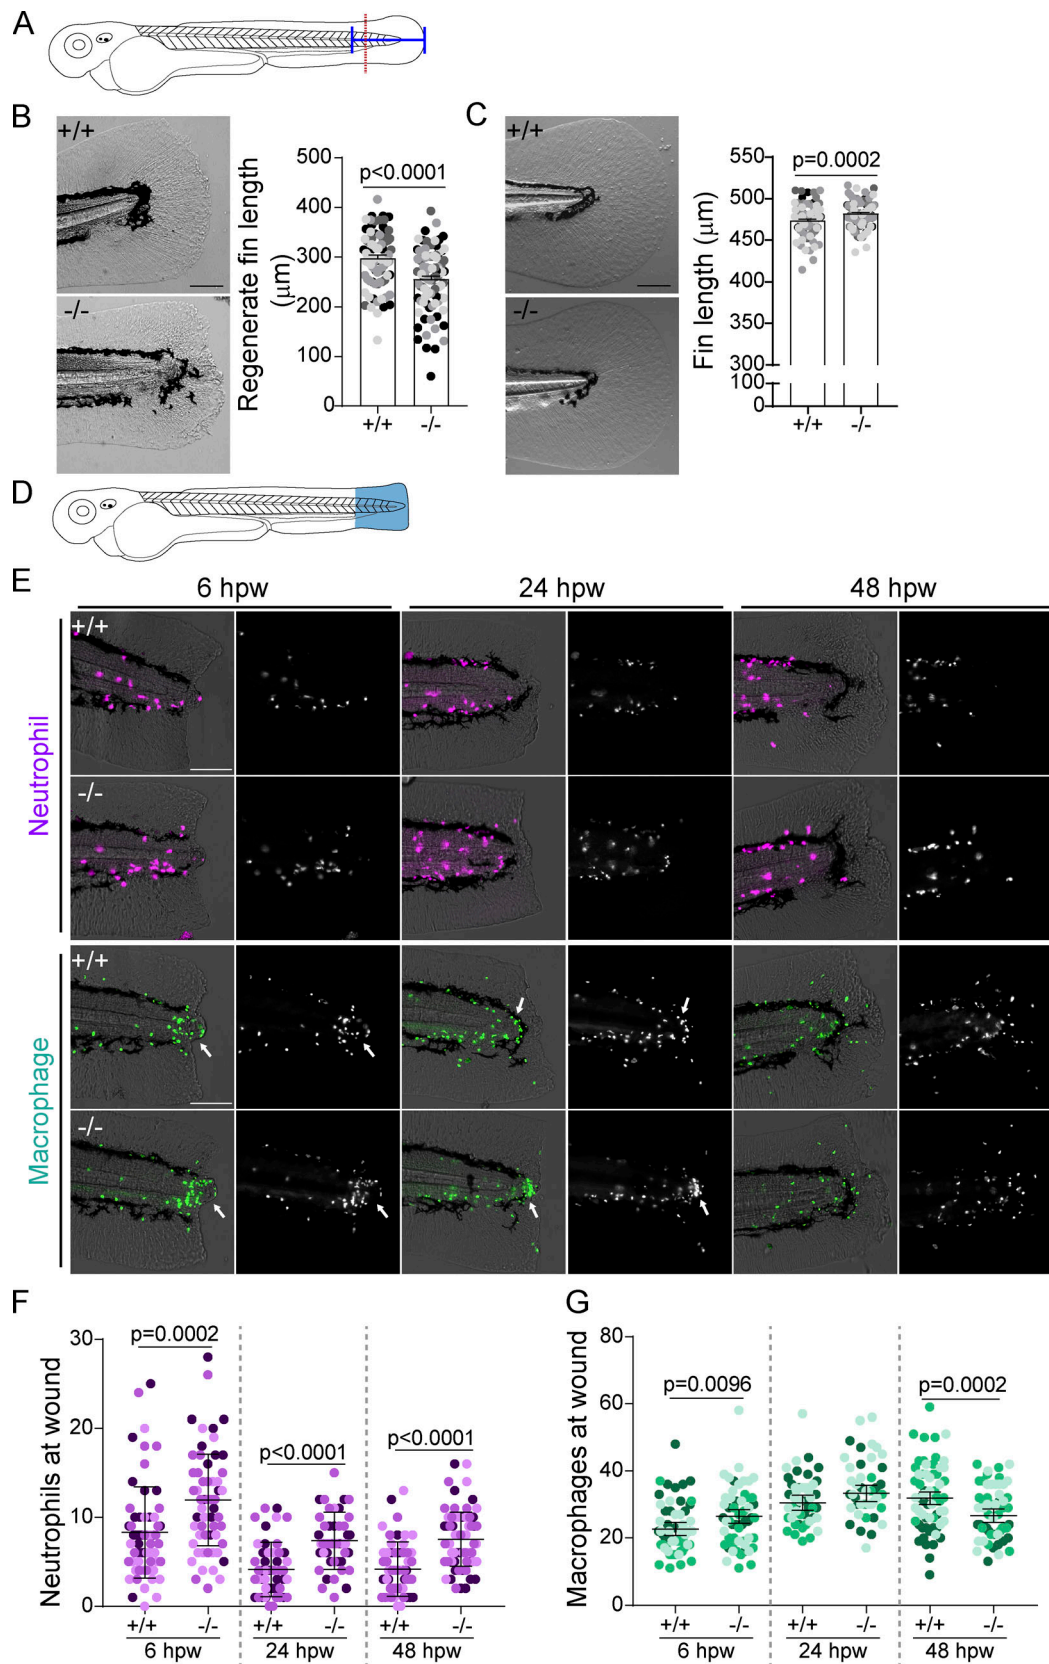 A
B
+/+
-/-
Regenerate fin length
(μm)
500
400
300
200
100
0
p<0.0001
+/+
-/-
C
+/+
-/-
Fin length (μm)
550
500
450
400
350
300
100
0
p=0.0002
+/+
-/-
D
E
6 hpw
24 hpw
48 hpw
Neutrophil
+/+
-/-
Macrophage
+/+
-/-
F
Neutrophils at wound
30
20
10
0
p=0.0002
p<0.0001
p<0.0001
+/+
-/-
+/+
-/-
+/+
-/-
6 hpw
24 hpw
48 hpw
G
Macrophages at wound
80
60
40
20
0
p=0.0096
p=0.0002
+/+
-/-
+/+
-/-
+/+
-/-
6 hpw
24 hpw
48 hpw